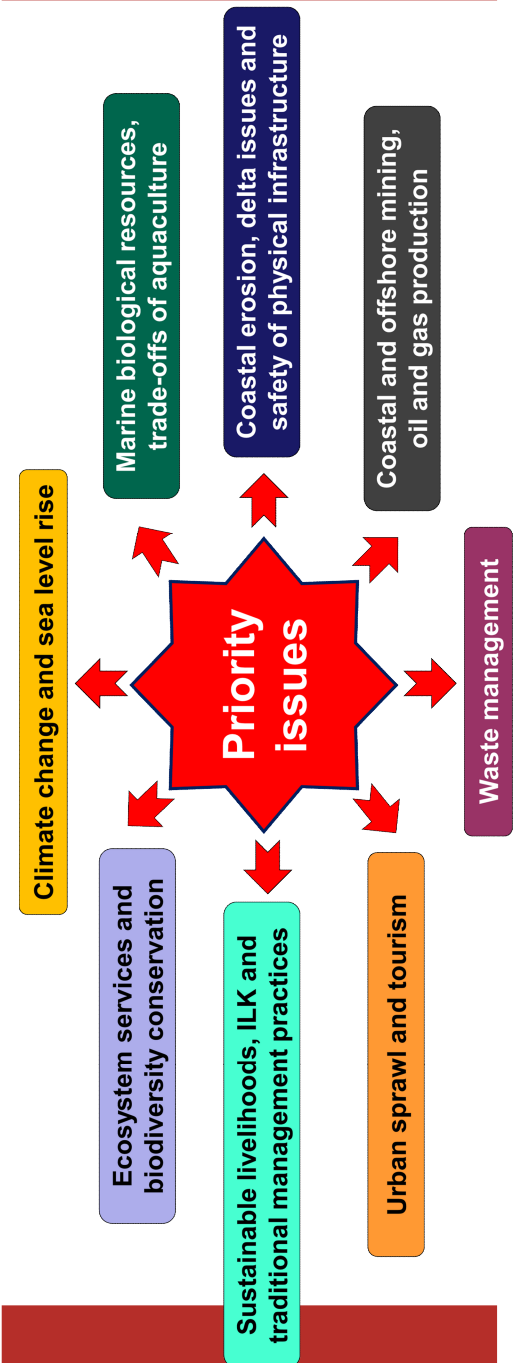 Climate change and sea level rise
Ecosystem services and
biodiversity conservation
Marine biological resources,
trade-offs of aquaculture
Sustainable livelihoods, ILK and
traditional management practices
Priority
issues
Coastal erosion, delta issues and
safety of physical infrastructure
Urban sprawl and tourism
Coastal and offshore mining,
oil and gas production
Waste management